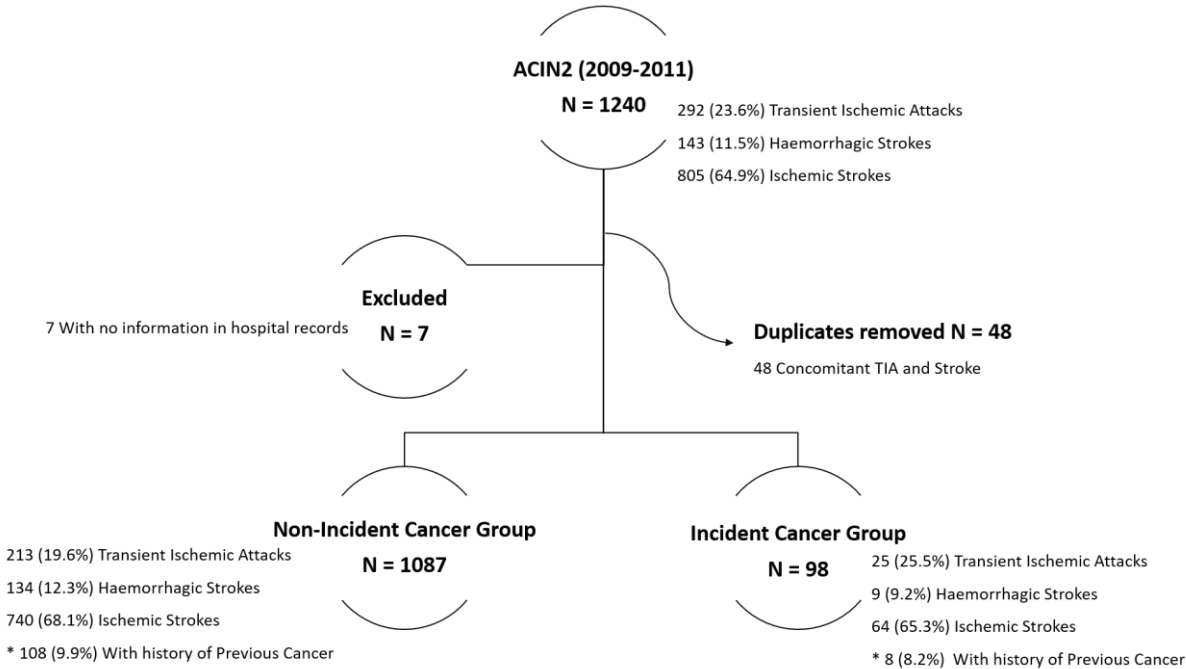 ACIN2 (2009-2011)
N = 1240
292 (23.6%) Transient Ischemic Attacks
143 (11.5%) Haemorrhagic Strokes
805 (64.9%) Ischemic Strokes
Excluded
N = 7
7 With no information in hospital records
Duplicates removed N = 48
48 Concomitant TIA and Stroke
Non-Incident Cancer Group
N = 1087
213 (19.6%) Transient Ischemic Attacks
134 (12.3%) Haemorrhagic Strokes
740 (68.1%) Ischemic Strokes
* 108 (9.9%) With history of Previous Cancer
Incident Cancer Group
N = 98
25 (25.5%) Transient Ischemic Attacks
9 (9.2%) Haemorrhagic Strokes
64 (65.3%) Ischemic Strokes
* 8 (8.2%) With history of Previous Cancer